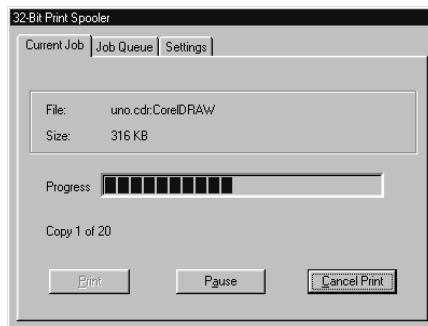 32-Bit Print Spooler
Current Job Job Queue Settings
File: uno.cdr:CorelDRAW
Size: 316 KB
Progress
Copy 1 of 20
Print Pause Cancel Print